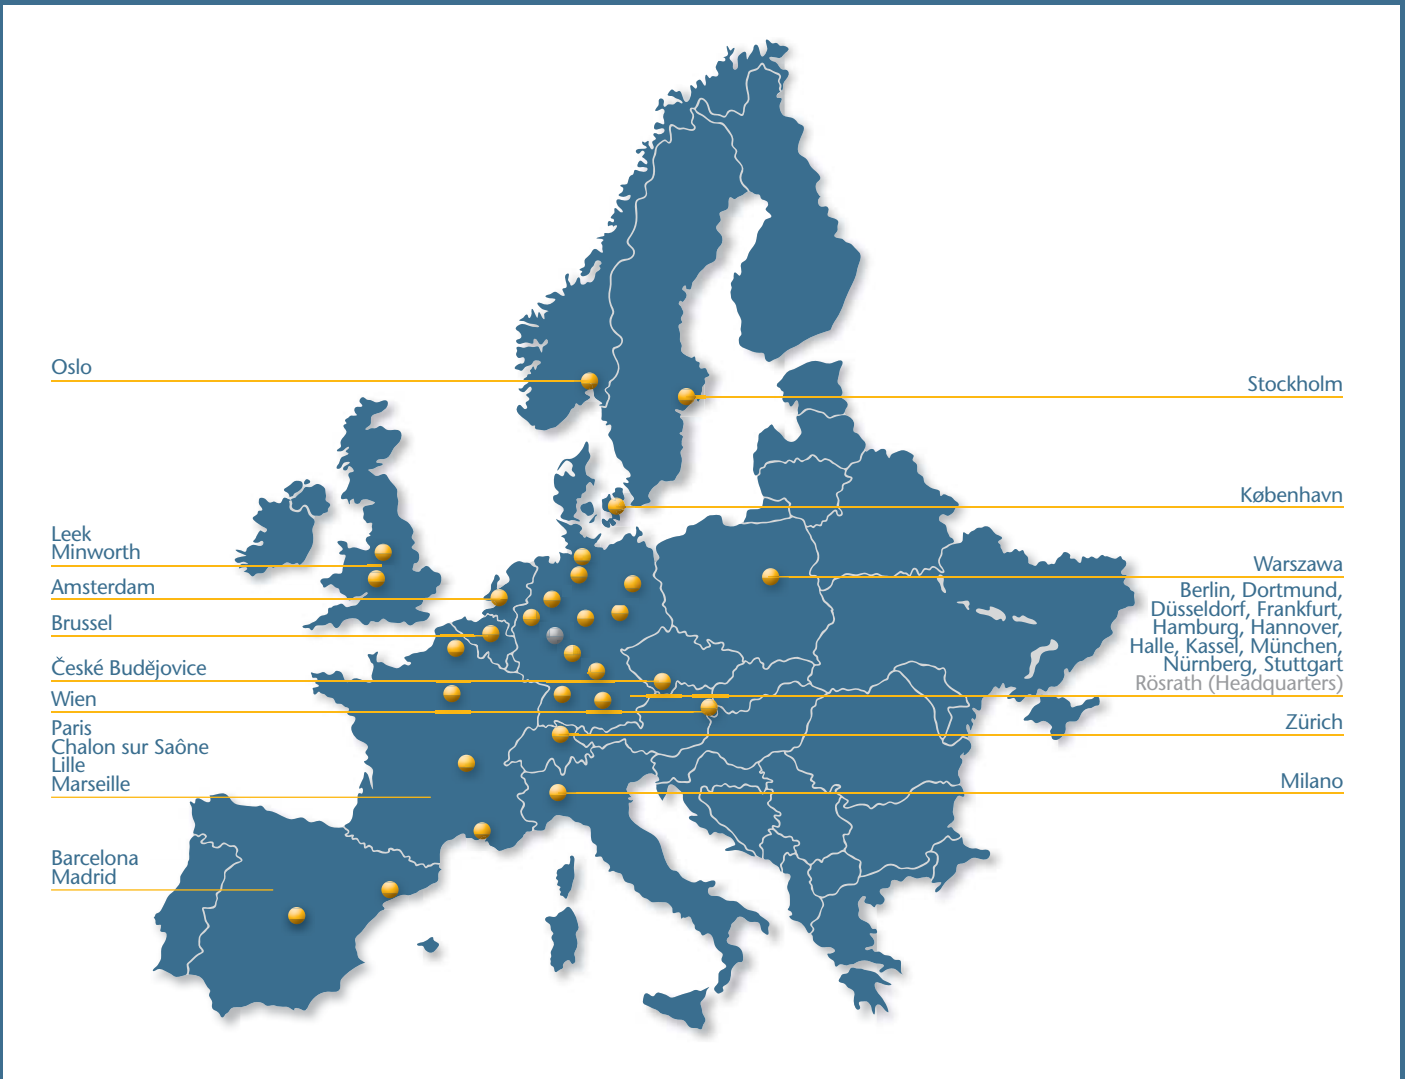 Oslo
Leek
Minworth
Amsterdam
Brussel
České Budějovice
Wien
Paris
Chalon sur Saône
Lille
Marseille
Barcelona
Madrid
Stockholm
København
Warszawa
Berlin, Dortmund,
Düsseldorf, Frankfurt,
Hamburg, Hannover,
Halle, Kassel, München,
Nürnberg, Stuttgart
Rösrath (Headquarters)
Zürich
Milano